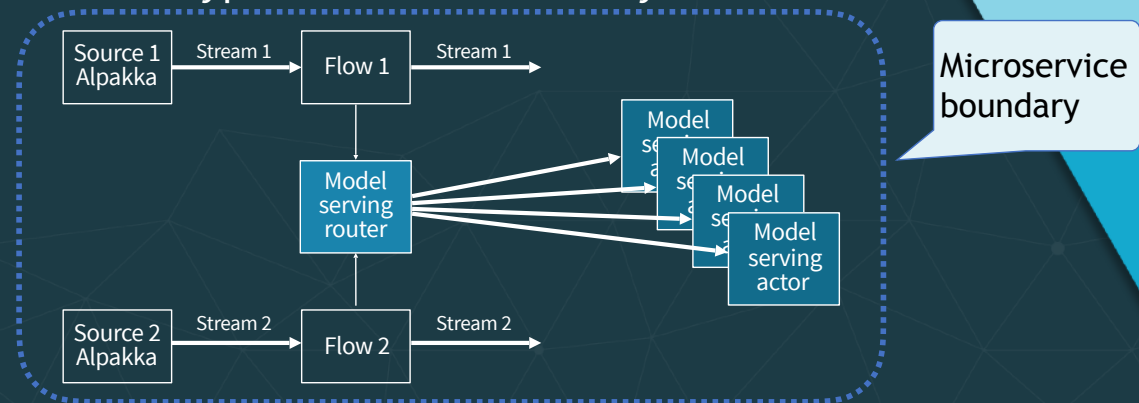 Source 1
Alpakka
Stream 1
Flow 1
Stream 1
Microservice
boundary
Model
Model
Model
Model
serving
actor
Model
serving
router
Source 2
Alpakka
Stream 2
Flow 2
Stream 2